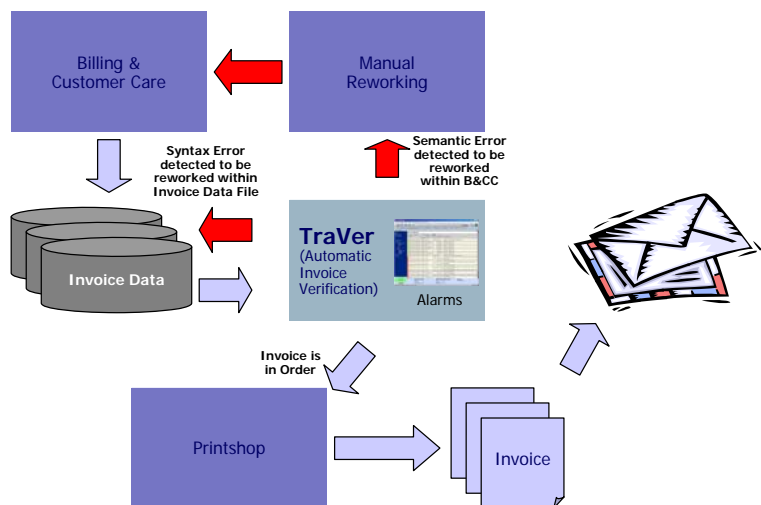 Billing &
Customer Care
Manual
Reworking
Syntax Error
detected to be
reworked within
Invoice Data File
Semantic Error
detected to be
reworked
within B&CC
Invoice Data
TraVer
(Automatic
Invoice
Verification)
Alarms
Invoice is
in Order
Printshop
Invoice